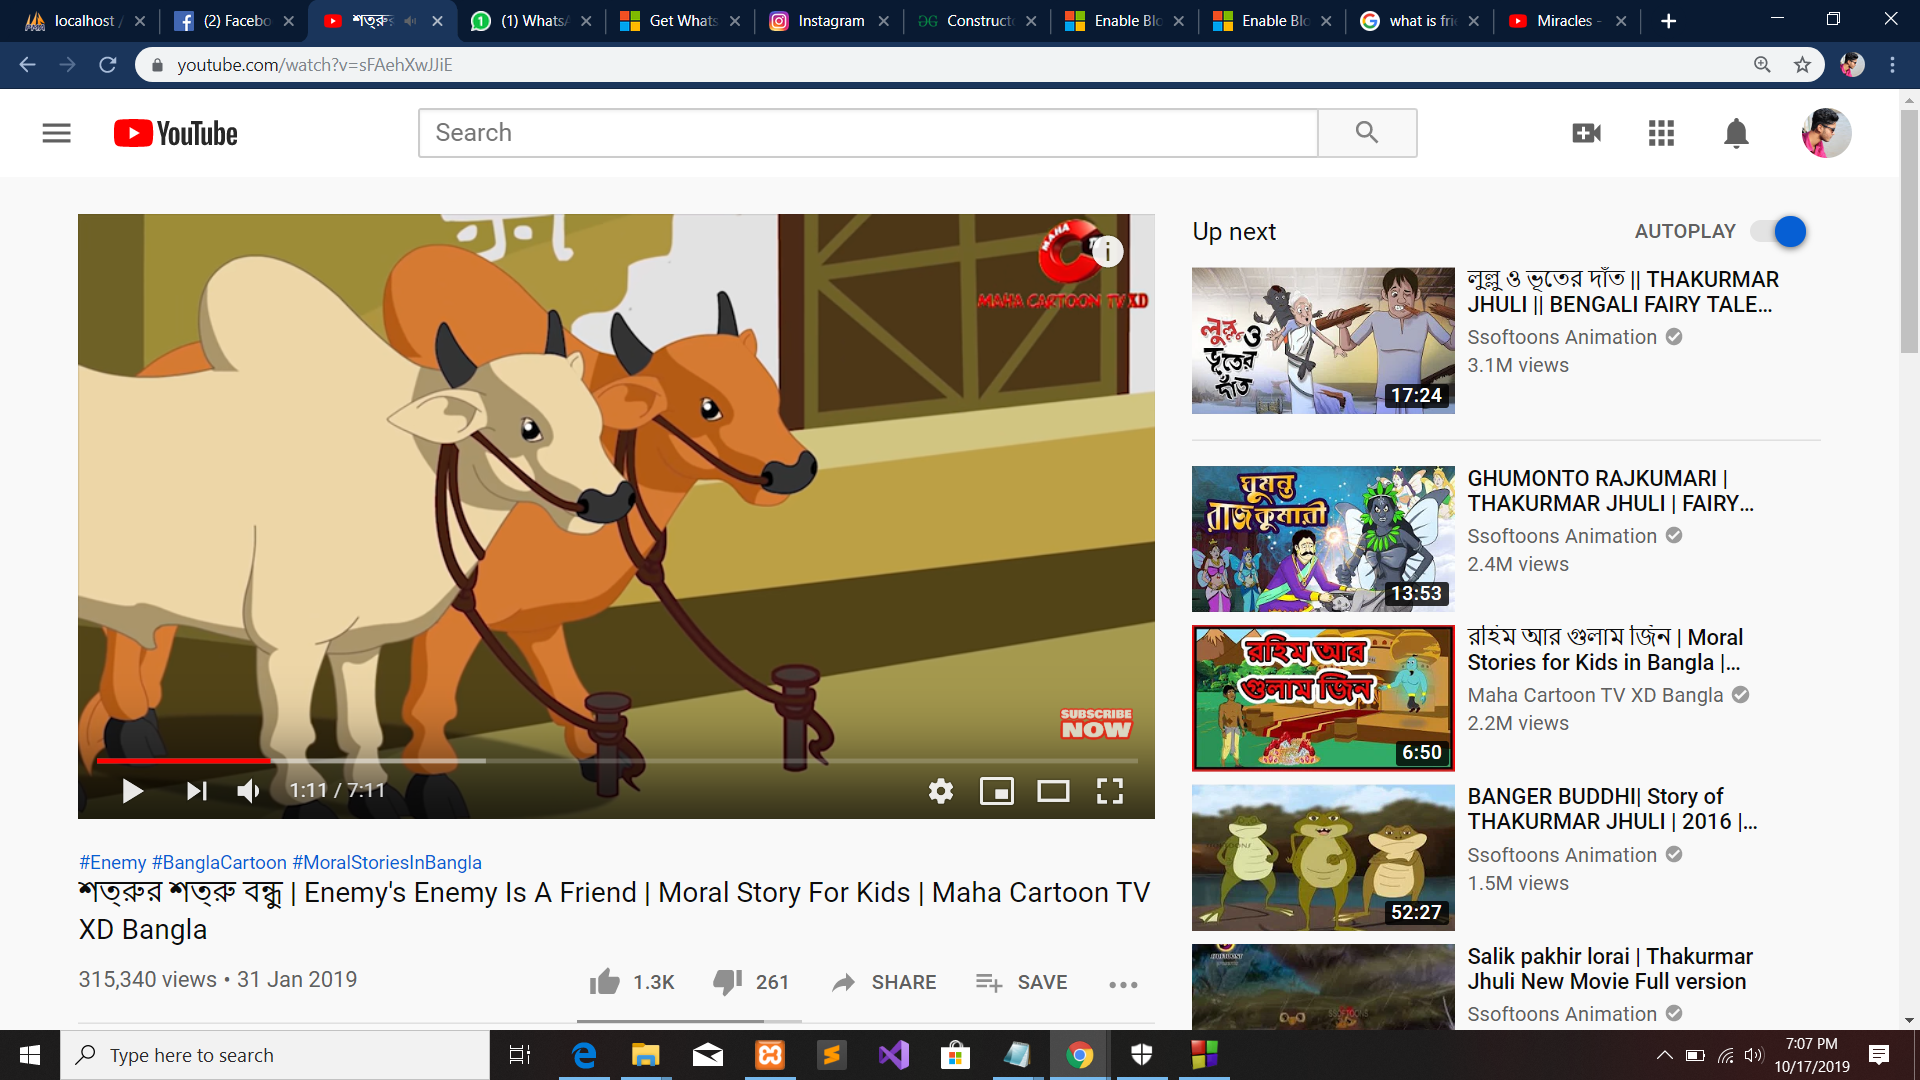 localhost /
(2) Facebo
শত্রুর
(1) WhatsA
Get Whats
Instagram
Constructo
Enable Blo
Enable Blo
what is frie
Miracles -
youtube.com/watch?v=sFAehXwJJiE
YouTube
Search
MAHA CARTOON TV XD
SUBSCRIBE
NOW
1:11 / 7:11
#Enemy #BanglaCartoon #MoralStoriesInBangla
শত্রুর শত্রু বন্ধু | Enemy's Enemy Is A Friend | Moral Story For Kids | Maha Cartoon TV
XD Bangla
315,340 views • 31 Jan 2019
1.3K
261
SHARE
SAVE
Up next
AUTOPLAY
লুল্লু ও ভূতের দাঁত
17:24
লুল্লু ও ভূতের দাঁত || THAKURMAR
JHULI || BENGALI FAIRY TALE...
Ssoftoons Animation
3.1M views
ঘুমন্ত
রাজকুমারী
13:53
GHUMONTO RAJKUMARI |
THAKURMAR JHULI | FAIRY...
Ssoftoons Animation
2.4M views
রহিম আর
গুলাম জিন
6:50
রহিম আর গুলাম জিন | Moral
Stories for Kids in Bangla |...
Maha Cartoon TV XD Bangla
2.2M views
52:27
BANGER BUDDHI| Story of
THAKURMAR JHULI | 2016 |...
Ssoftoons Animation
1.5M views
Salik pakhir lorai | Thakurmar
Jhuli New Movie Full version
Ssoftoons Animation
Type here to search
7:07 PM
10/17/2019